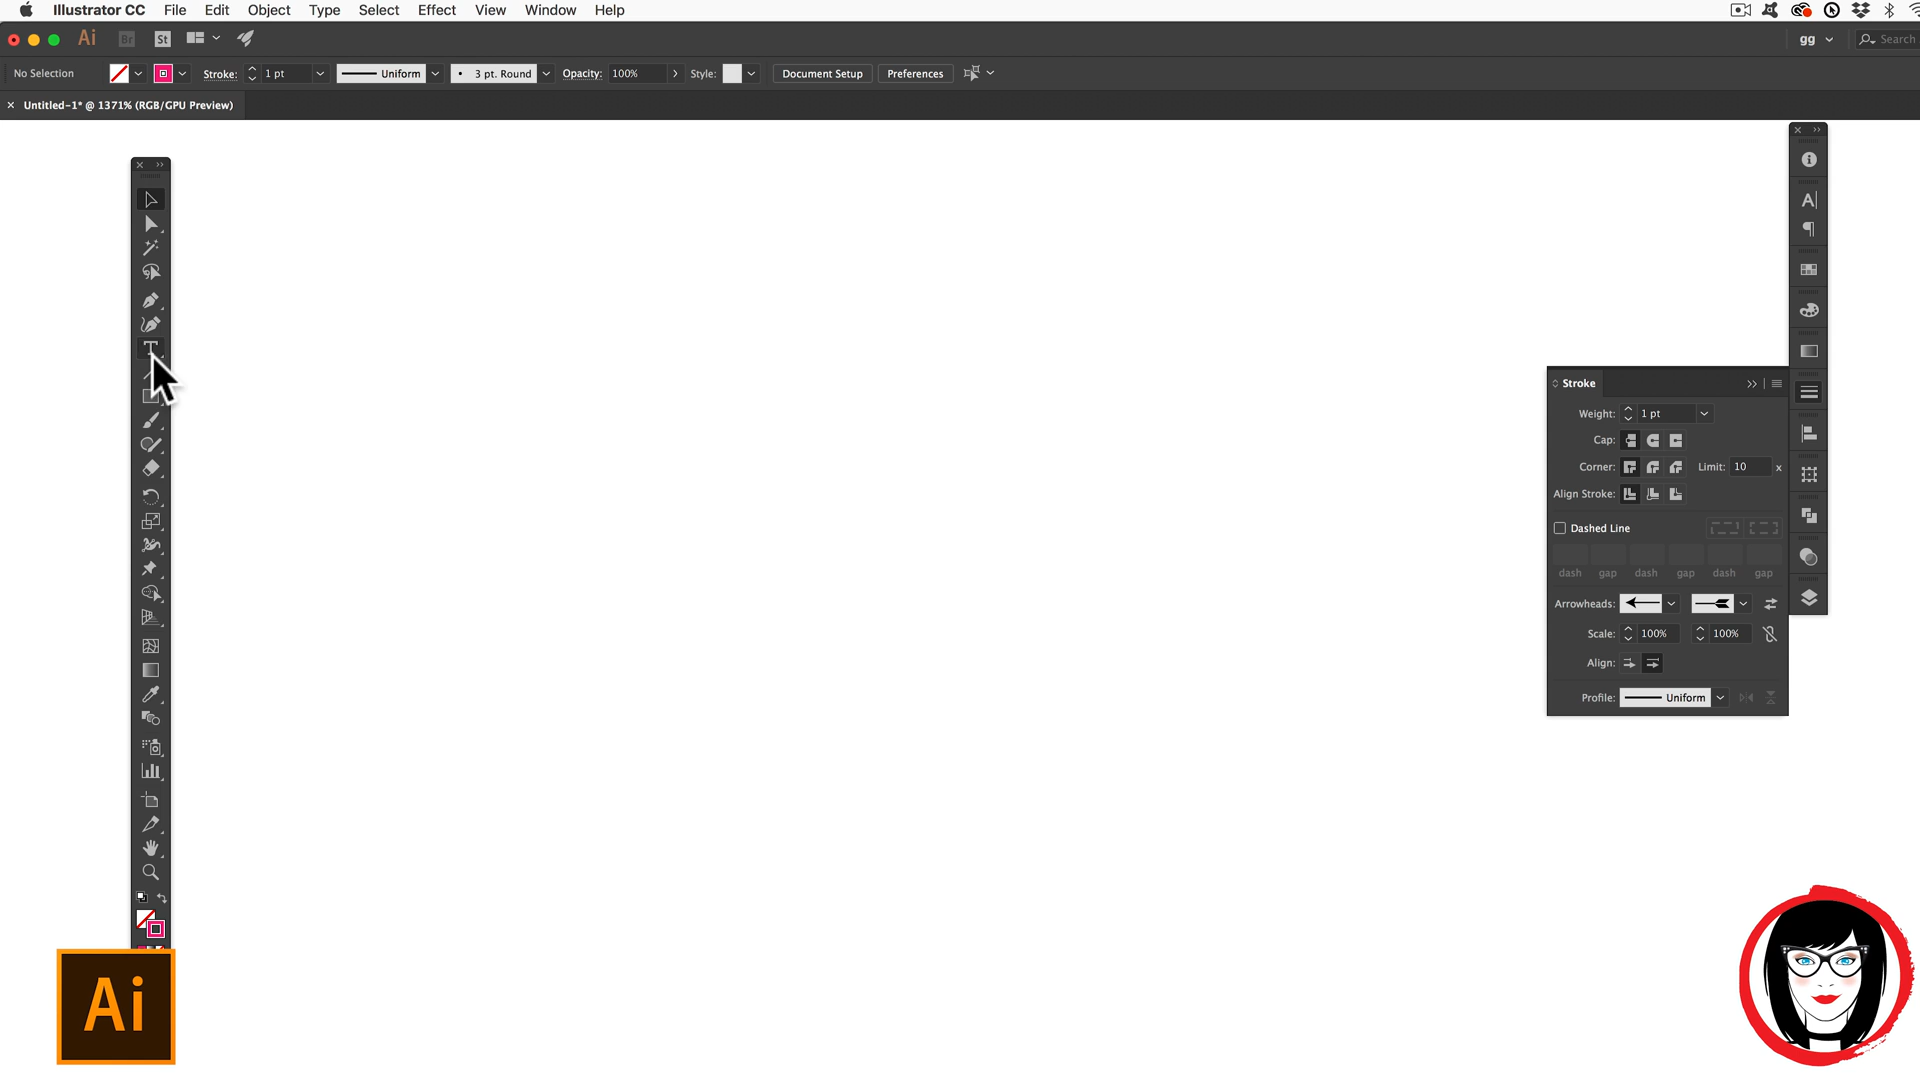 Illustrator CC File Edit Object Type Select Effect View Window Help
Ai Br St gg Search
No Selection Stroke: 1 pt Uniform 3 pt. Round Opacity: 100% Style: Document Setup Preferences
Untitled-1* @ 1371% (RGB/GPU Preview)
Stroke
Weight: 1 pt
Cap:
Corner: Limit: 10 x
Align Stroke:
Dashed Line
dash gap dash gap dash gap
Arrowheads:
Scale: 100% 100%
Align:
Profile: Uniform
Ai